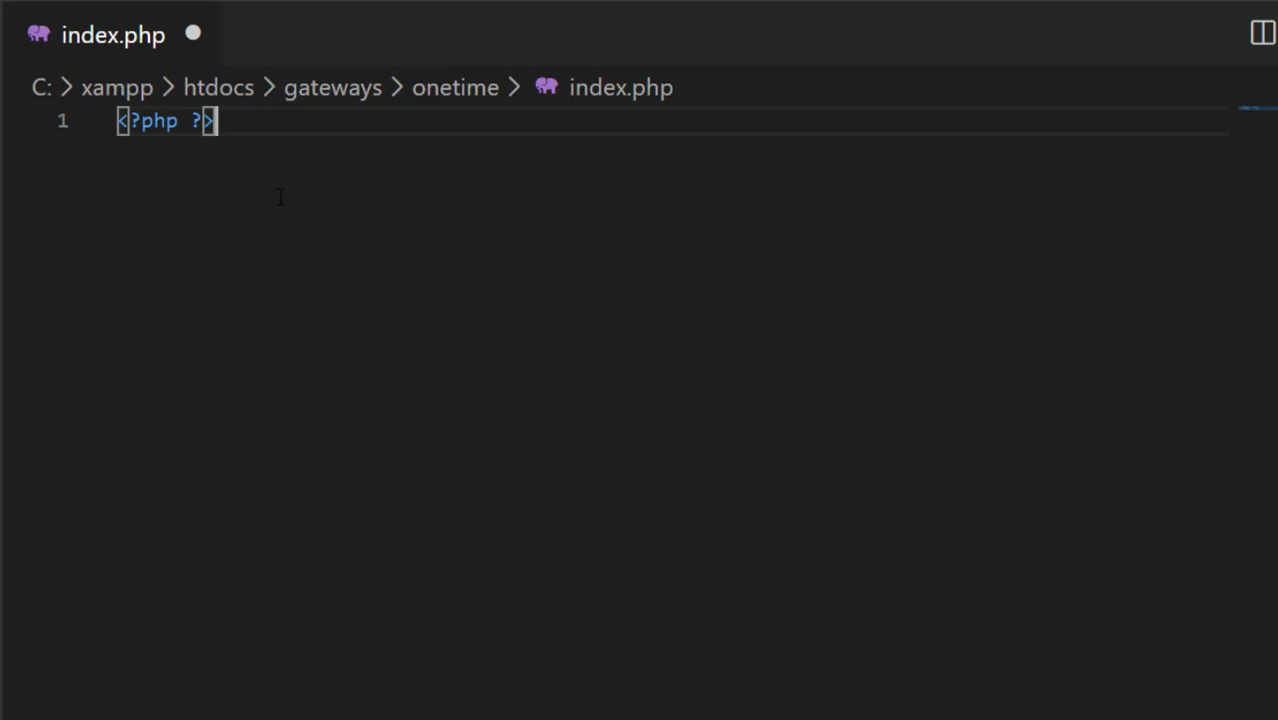 index.php
C: > xampp > htdocs > gateways > onetime > index.php
1 <?php ?>